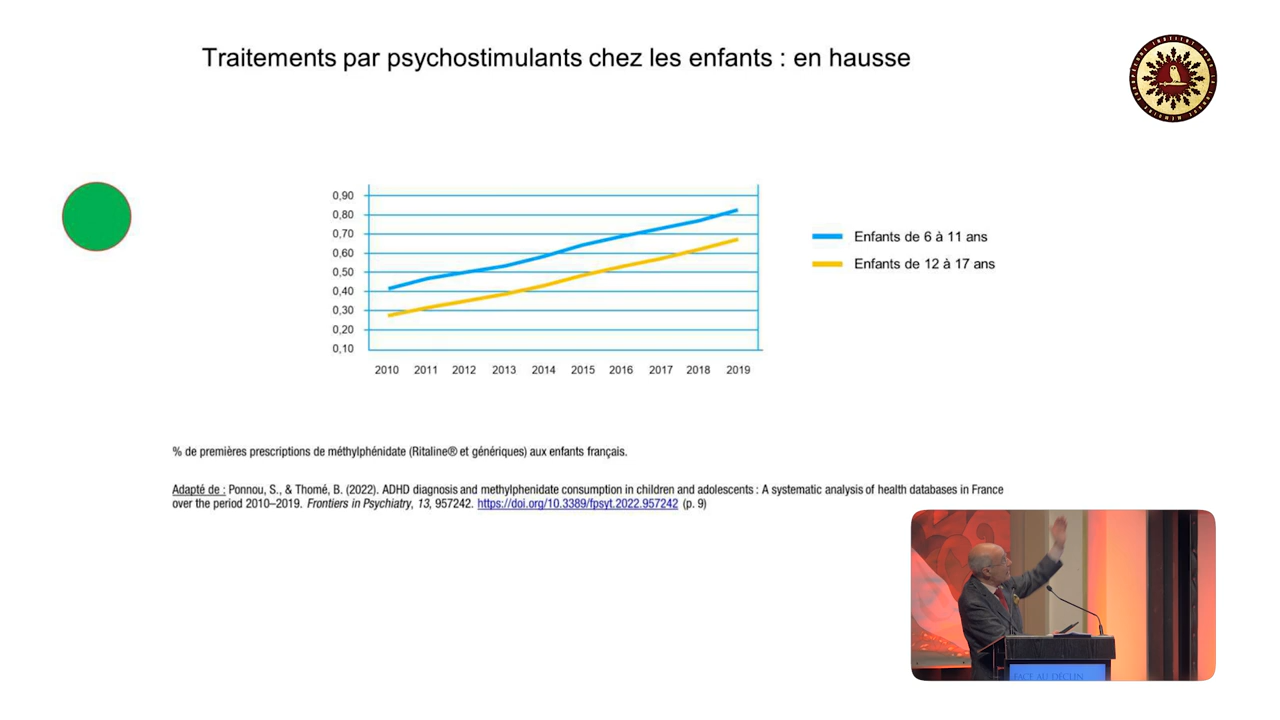 Traitements par psychostimulants chez les enfants : en hausse
0,90
0,80
0,70
0,60
0,50
0,40
0,30
0,20
0,10
2010 2011 2012 2013 2014 2015 2016 2017 2018 2019
Enfants de 6 à 11 ans
Enfants de 12 à 17 ans
% de premières prescriptions de méthylphénidate (Ritaline® et génériques) aux enfants français.
Adapté de : Ponnou, S., & Thomé, B. (2022). ADHD diagnosis and methylphenidate consumption in children and adolescents : A systematic analysis of health databases in France
over the period 2010–2019. Frontiers in Psychiatry, 13, 957242. https://doi.org/10.3389/fpsyt.2022.957242 (p. 9)
FACE AU DECLIN